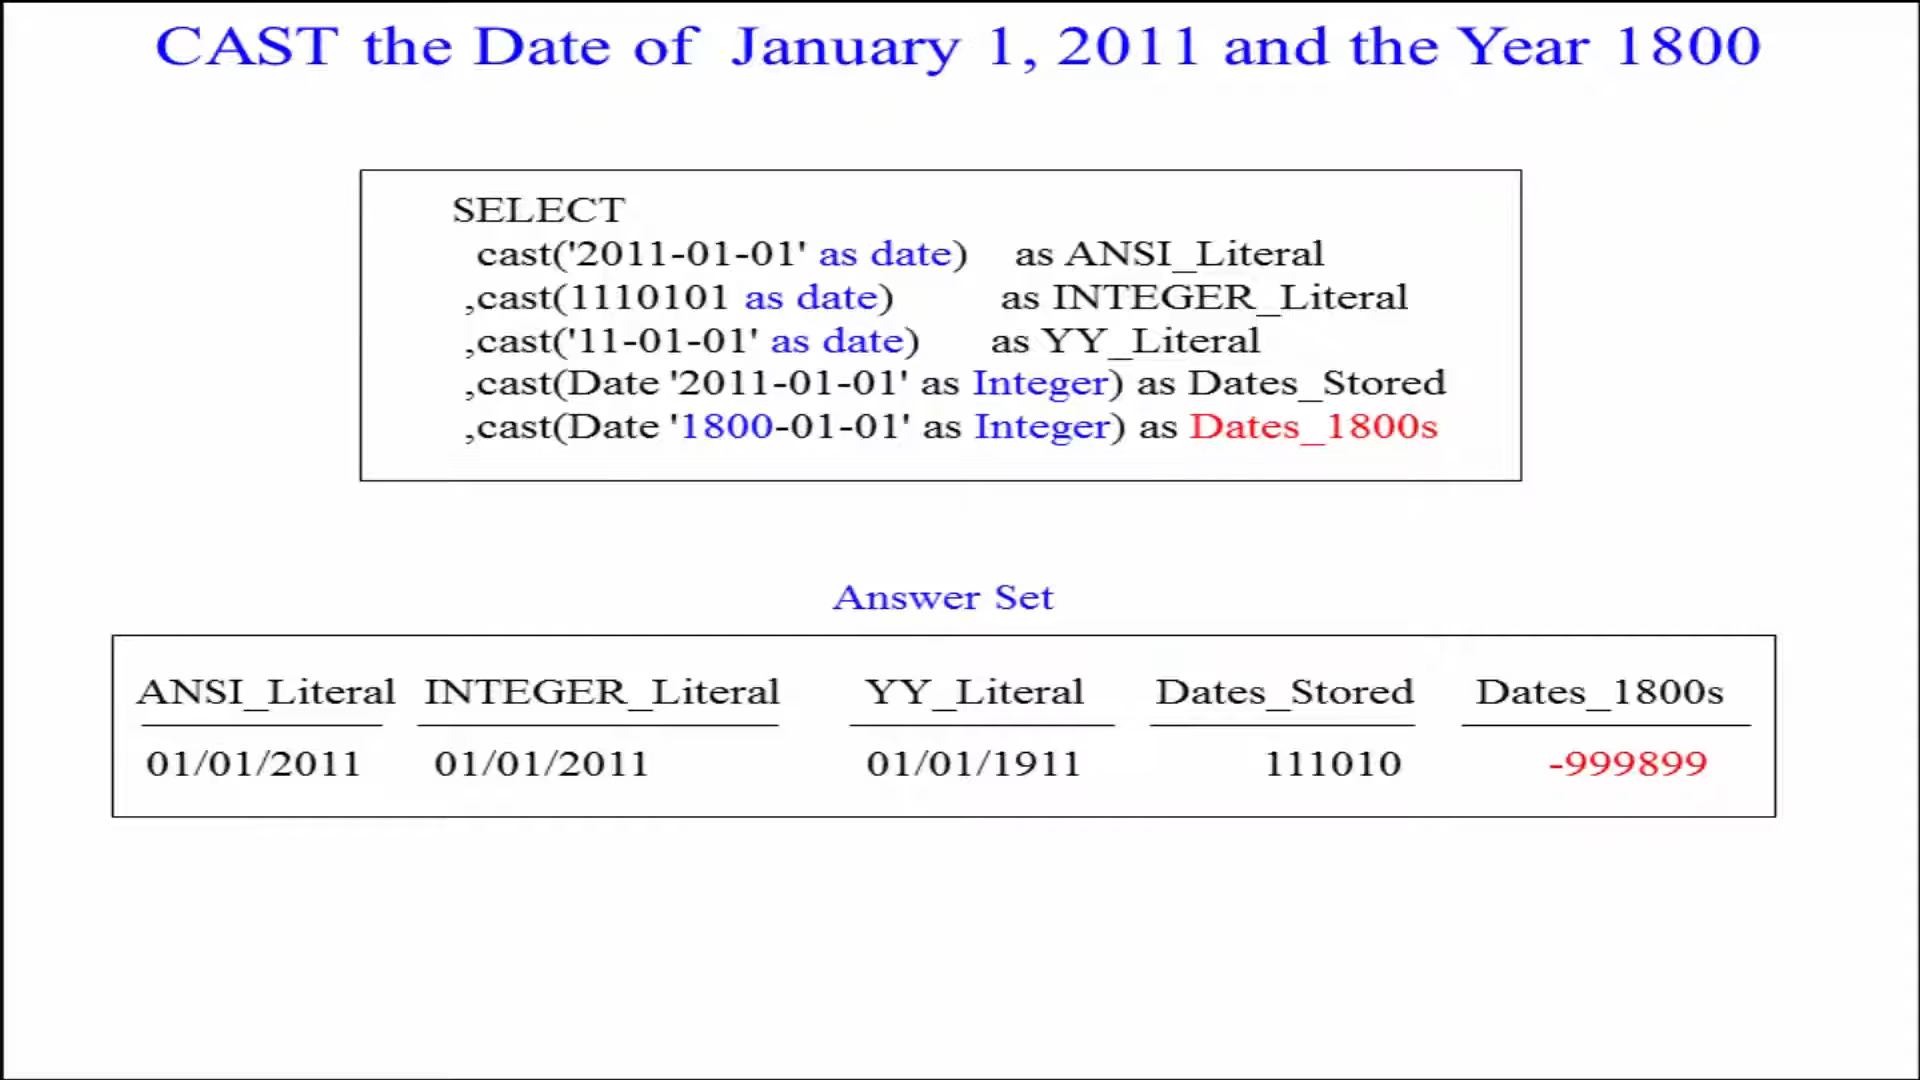 CAST the Date of January 1, 2011 and the Year 1800
SELECT
cast('2011-01-01' as date) as ANSI_Literal
,cast(1110101 as date) as INTEGER_Literal
,cast('11-01-01' as date) as YY_Literal
,cast(Date '2011-01-01' as Integer) as Dates_Stored
,cast(Date '1800-01-01' as Integer) as Dates_1800s
Answer Set
ANSI_Literal INTEGER_Literal YY_Literal Dates_Stored Dates_1800s
01/01/2011 01/01/2011 01/01/1911 111010 -999899